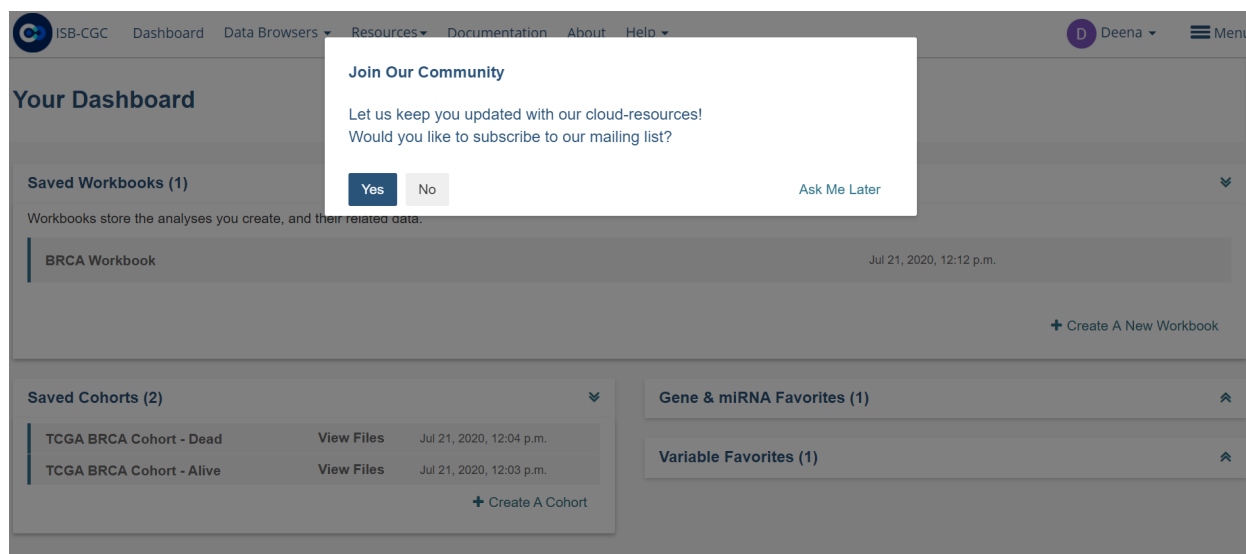 ISB-CGC Dashboard Data Browsers Resources Documentation About Help D Deena Menu
Join Our Community
Let us keep you updated with our cloud-resources!
Would you like to subscribe to our mailing list?
Yes No Ask Me Later
Your Dashboard
Saved Workbooks (1)
Workbooks store the analyses you create, and their related data.
BRCA Workbook Jul 21, 2020, 12:12 p.m.
+ Create A New Workbook
Saved Cohorts (2)
TCGA BRCA Cohort - Dead View Files Jul 21, 2020, 12:04 p.m.
TCGA BRCA Cohort - Alive View Files Jul 21, 2020, 12:03 p.m.
+ Create A Cohort
Gene & miRNA Favorites (1)
Variable Favorites (1)